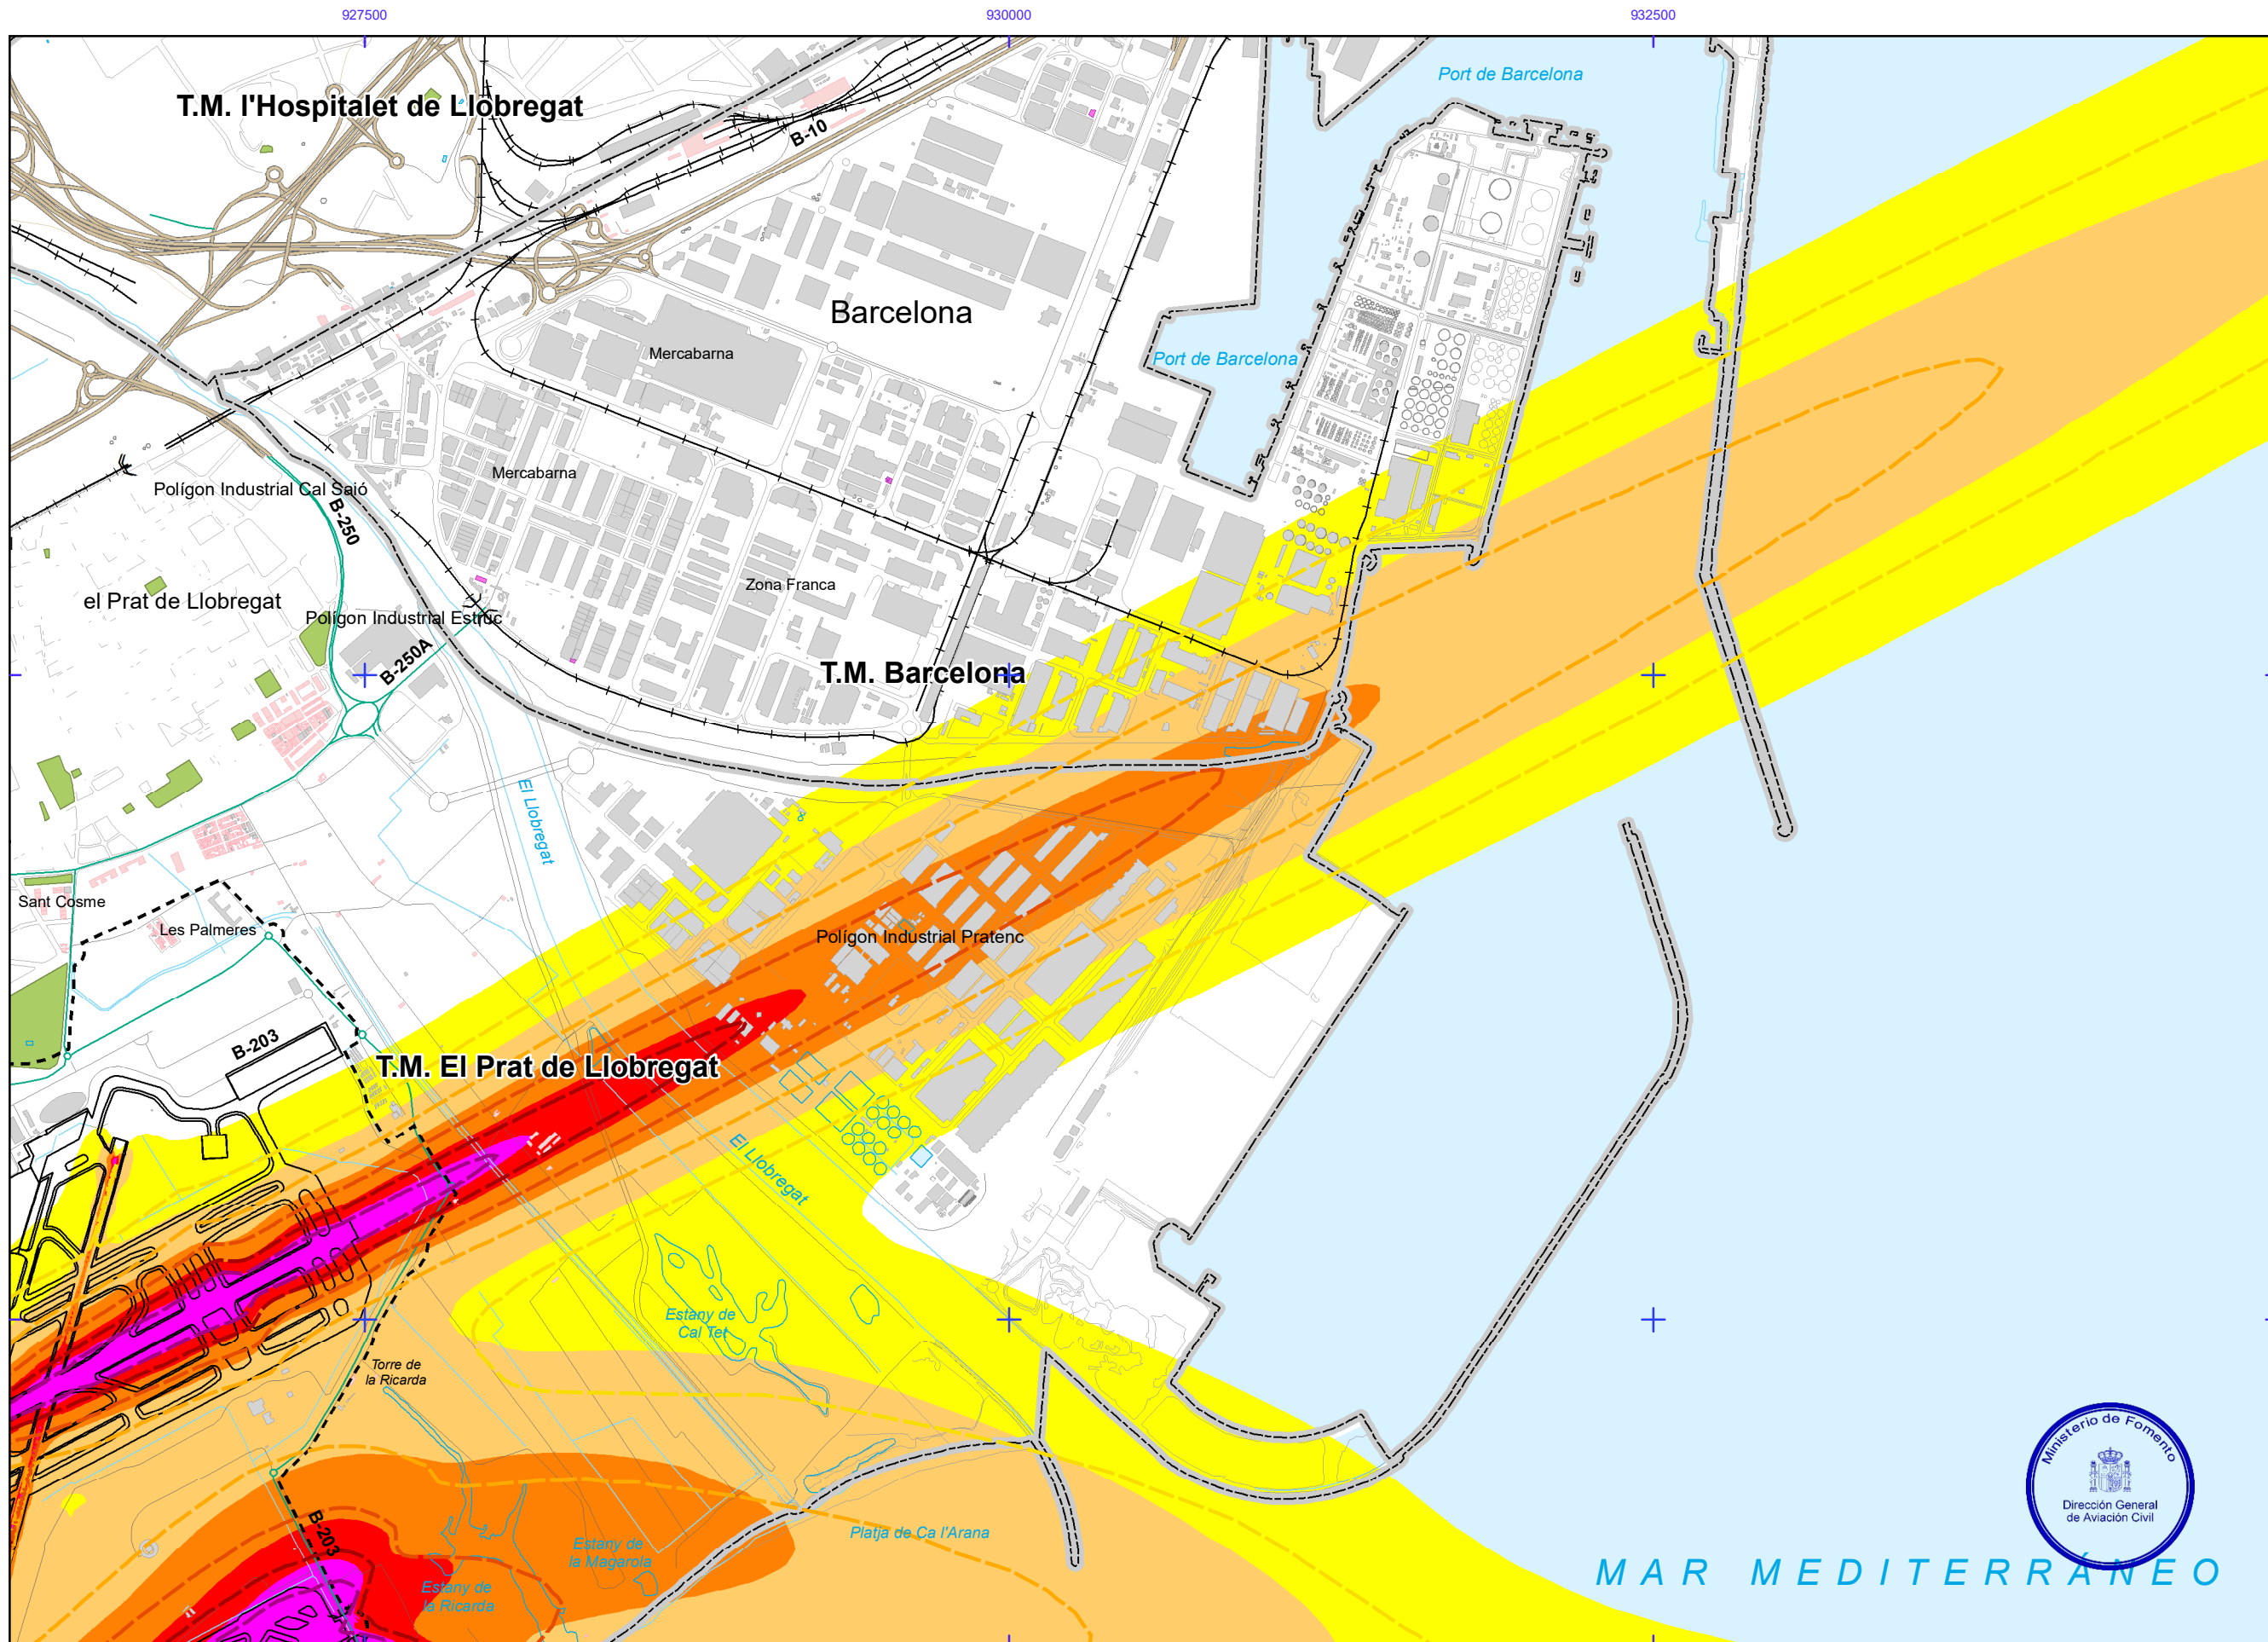 927500
930000
932500
Port de Barcelona
T.M. l'Hospitalet de Llobregat
B-10
Barcelona
Mercabarna
Port de Barcelona
Mercabarna
Polígon Industrial Cal Saió
B-250
Zona Franca
el Prat de Llobregat
Polígon Industrial Estruc
B-250A
T.M. Barcelona
El Llobregat
Sant Cosme
Les Palmeres
Polígon Industrial Pratenc
B-203
T.M. El Prat de Llobregat
El Llobregat
Estany de
Cal Tet
Torre de
la Ricarda
B-203
Platja de Ca l'Arana
Estany de
la Magarola
Estany de
la Ricarda
Ministerio de Fomento
Dirección General
de Aviación Civil
MAR MEDITERRÁNEO